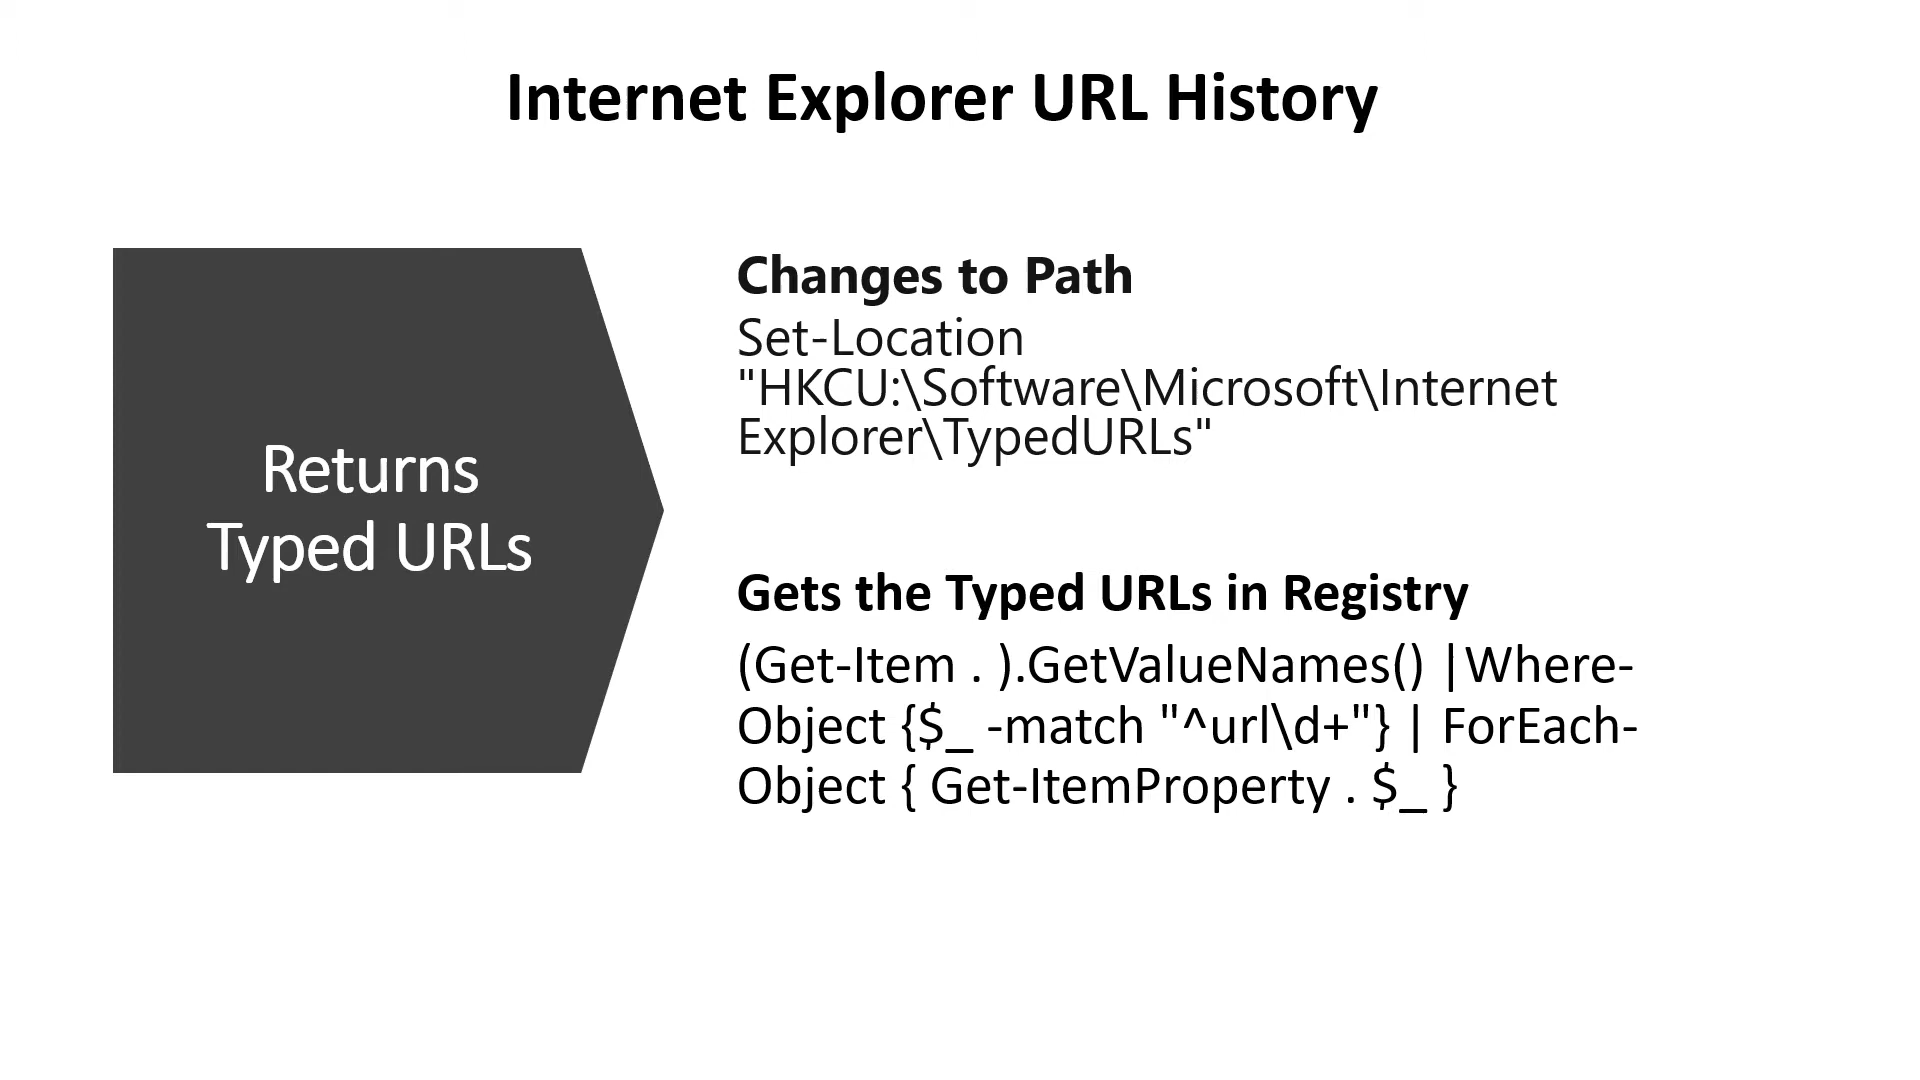 Internet Explorer URL History
Returns
Typed URLs
Changes to Path
Set-Location
"HKCU:\Software\Microsoft\Internet
Explorer\TypedURLs"
Gets the Typed URLs in Registry
(Get-Item . ).GetValueNames() |Where-
Object {$_ -match "^url\d+"} | ForEach-
Object { Get-ItemProperty . $_ }